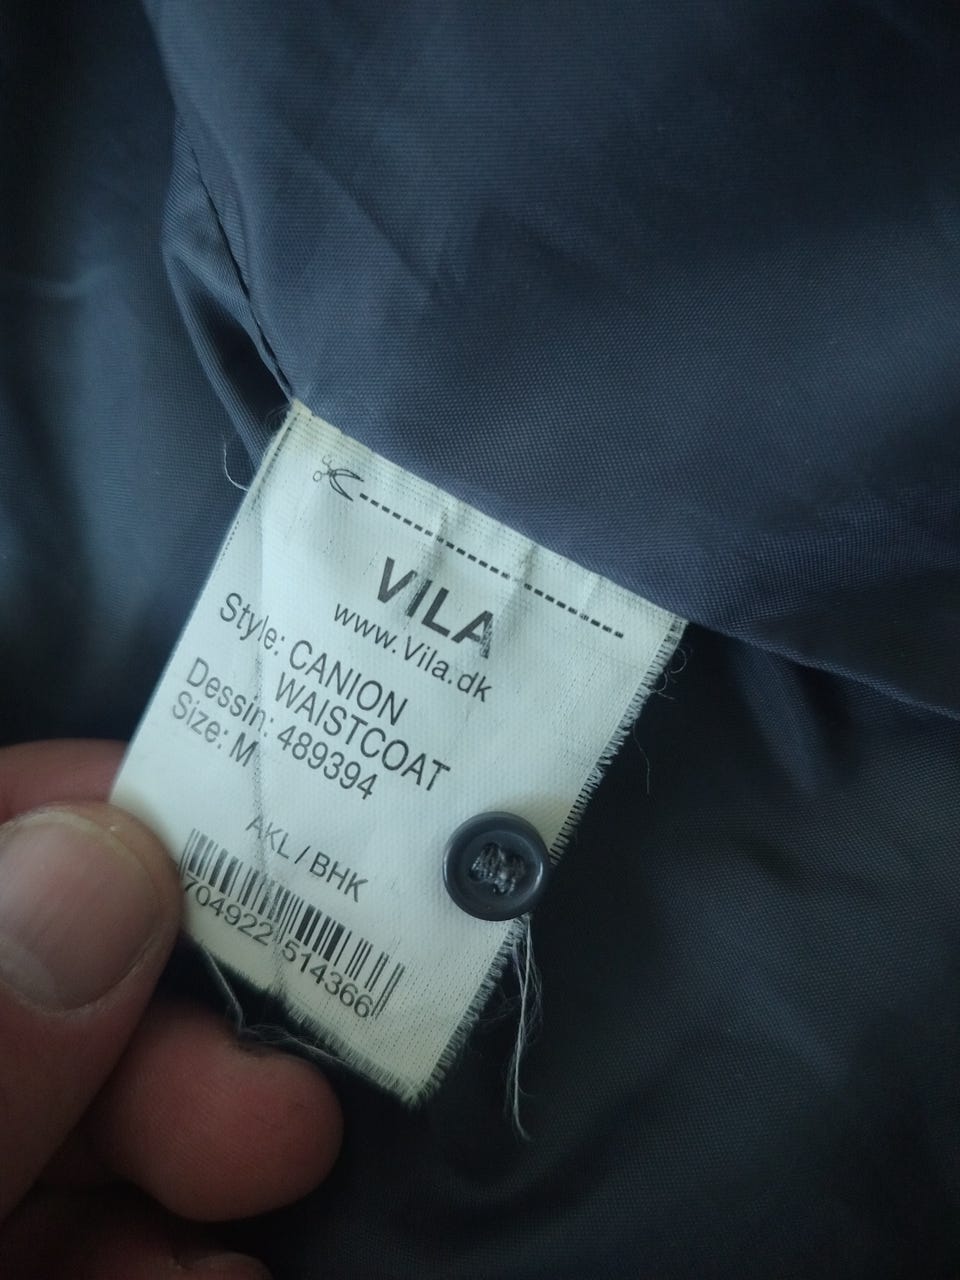 VILA
www.Vila.dk
Style: CANION
WAISTCOAT
Dessin: 489394
Size: M
AKL / BHK
704922 514366